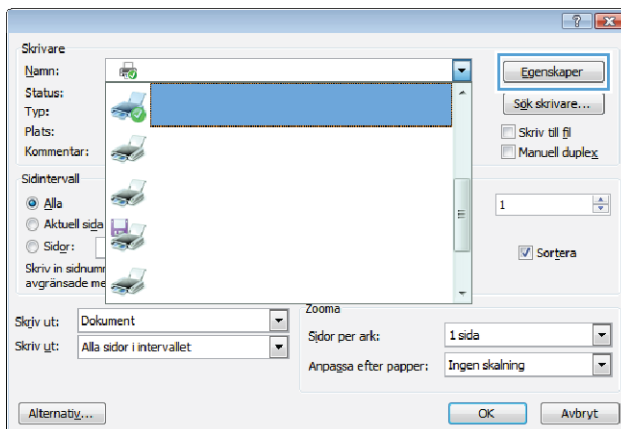 Skrivare
Namn:
Egenskaper
Status:
Typ:
Sök skrivare...
Plats:
Skriv till fil
Kommentar:
Manuell duplex
Sidintervall
Alla
1
Aktuell sida
Sidor:
Sortera
Skriv in sidnumr
avgränsade me
Zooma
Skriv ut: Dokument
Sidor per ark: 1 sida
Skriv ut: Alla sidor i intervallet
Anpassa efter papper: Ingen skalning
Alternativ...
OK
Avbryt